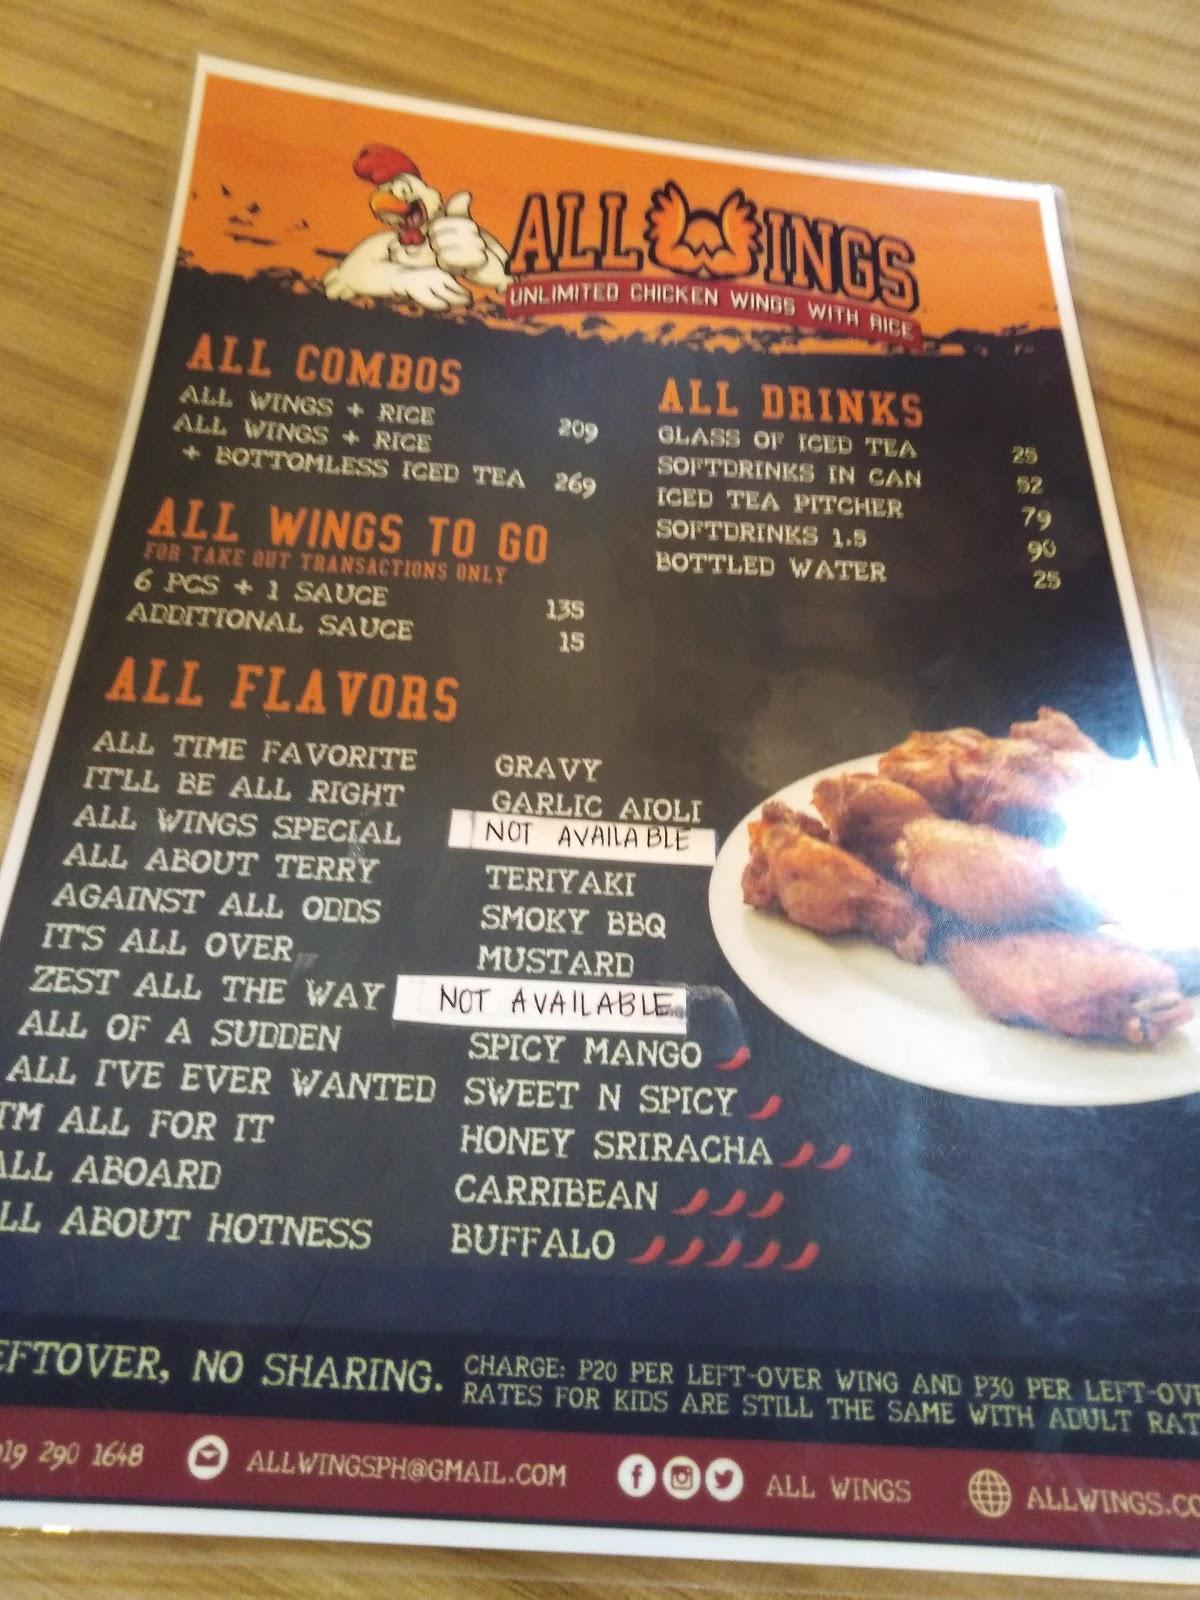 ALL WINGS
UNLIMITED CHICKEN WINGS WITH RICE
ALL COMBOS
ALL WINGS + RICE 209
ALL WINGS + RICE
+ BOTTOMLESS ICED TEA 269
ALL WINGS TO GO
FOR TAKE OUT TRANSACTIONS ONLY
6 PCS + 1 SAUCE 135
ADDITIONAL SAUCE 15
ALL DRINKS
GLASS OF ICED TEA 25
SOFTDRINKS IN CAN 52
ICED TEA PITCHER 79
SOFTDRINKS 1.5 90
BOTTLED WATER 25
ALL FLAVORS
ALL TIME FAVORITE GRAVY
IT'LL BE ALL RIGHT GARLIC AIOLI
ALL WINGS SPECIAL NOT AVAILABLE
ALL ABOUT TERRY TERIYAKI
AGAINST ALL ODDS SMOKY BBQ
IT'S ALL OVER MUSTARD
ZEST ALL THE WAY NOT AVAILABLE
ALL OF A SUDDEN SPICY MANGO
ALL I'VE EVER WANTED SWEET N SPICY
I'M ALL FOR IT HONEY SRIRACHA
ALL ABOARD CARRIBEAN
ALL ABOUT HOTNESS BUFFALO
EFTOVER, NO SHARING.
CHARGE: P20 PER LEFT-OVER WING AND P30 PER LEFT-OV
RATES FOR KIDS ARE STILL THE SAME WITH ADULT RAT
19 290 1648 ALLWINGSPH@GMAIL.COM ALL WINGS ALLWINGS.CO